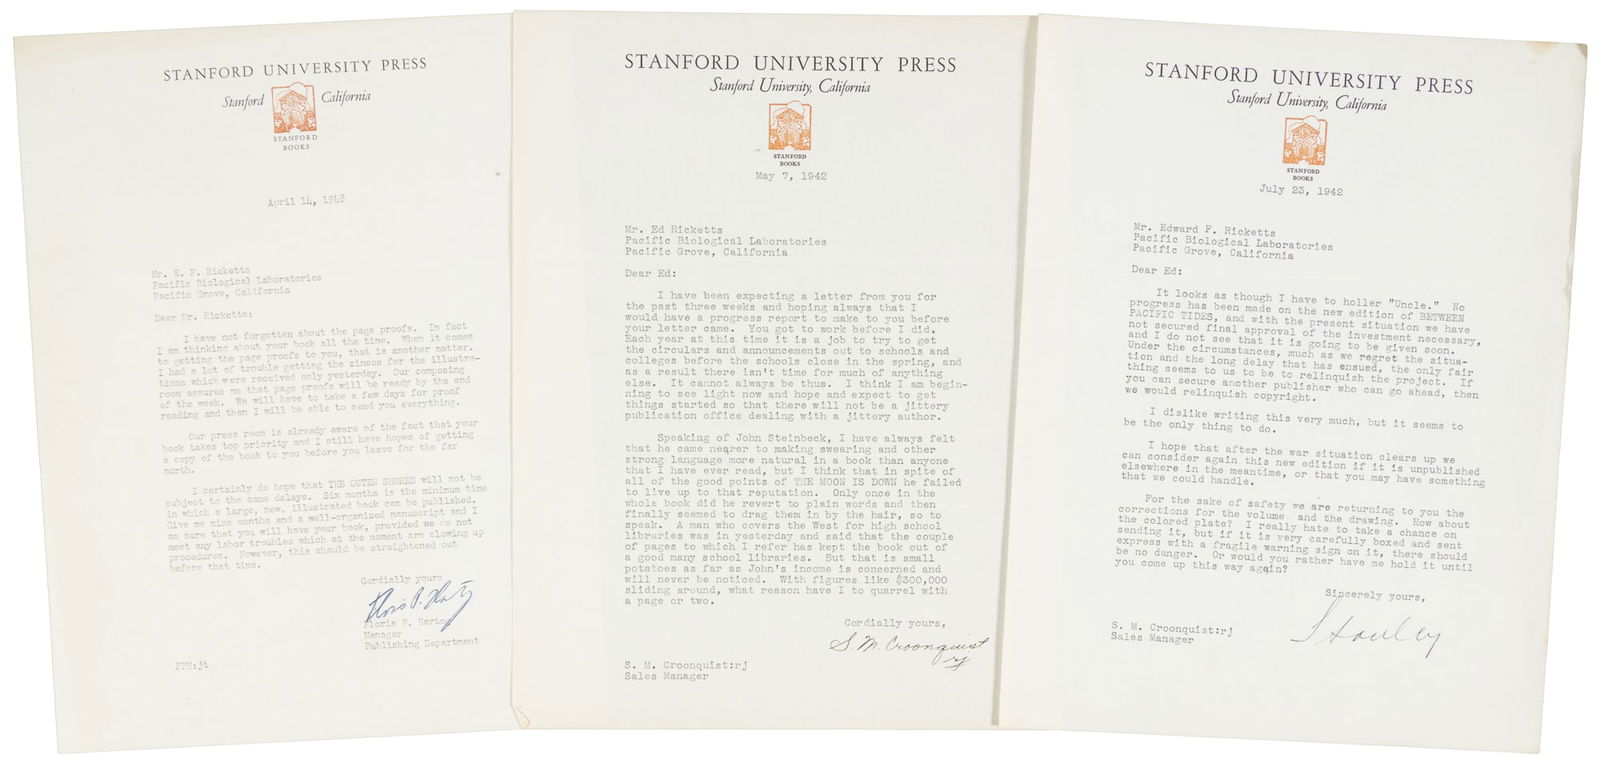 STANFORD UNIVERSITY PRESS
Stanford California
STANFORD
BOOKS
April 14, 1948
Mr. E. F. Ricketts
Pacific Biological Laboratories
Pacific Grove, California
Dear Mr. Ricketts:
I have not forgotten about the page proofs. In fact
I am thinking about your book all the time. When it comes
to getting the page proofs to you, that is another matter.
I had a lot of trouble getting the zincos for the illustra-
tions which were received only yesterday. Our composing
room assures me that page proofs will be ready by the end
of the week. We will have to take a few days for proof
reading and then I will be able to send you everything.
Our press room is already aware of the fact that your
book takes top priority and I still have hopes of getting
a copy of the book to you before you leave for the far
north.
I certainly do hope that THE OUTER SHORES will not be
subject to the same delays. Six months is the minimum time
in which a large, new, illustrated book can be published.
Give me nine months and a well-organized manuscript and I
am sure that you will have your book, provided we do not
meet any labor troubles which at the moment are slowing up
procedures. However, this should be straightened out
before that time.
Cordially yours
Floris P. Hartog
Manager
Publishing Department
FPH:jt
STANFORD UNIVERSITY PRESS
Stanford University, California
STANFORD
BOOKS
May 7, 1942
Mr. Ed Ricketts
Pacific Biological Laboratories
Pacific Grove, California
Dear Ed:
I have been expecting a letter from you for
the past three weeks and hoping always that I
would have a progress report to make to you before
your letter came. You got to work before I did.
Each year at this time it is a job to try to get
the circulars and announcements out to schools and
colleges before the schools close in the spring, and
as a result there isn't time for much of anything
else. It cannot always be thus. I think I am begin-
ning to see light now and hope and expect to get
things started so that there will not be a jittery
publication office dealing with a jittery author.
Speaking of John Steinbeck, I have always felt
that he came nearer to making swearing and other
strong language more natural in a book than anyone
that I have ever read, but I think that in spite of
all of the good points of THE MOON IS DOWN he failed
to live up to that reputation. Only once in the
whole book did he revert to plain words and then
finally seemed to drag them in by the hair, so to
speak. A man who covers the West for high school
libraries was in yesterday and said that the couple
of pages to which I refer has kept the book out of
a good many school libraries. But that is small
potatoes as far as John's income is concerned and
will never be noticed. With figures like $300,000
sliding around, what reason have I to quarrel with
a page or two.
Cordially yours,
S. M. Croonquist
rj
S. M. Croonquist:rj
Sales Manager
STANFORD UNIVERSITY PRESS
Stanford University, California
STANFORD
BOOKS
July 23, 1942
Mr. Edward F. Ricketts
Pacific Biological Laboratories
Pacific Grove, California
Dear Ed:
It looks as though I have to holler "Uncle." No
progress has been made on the new edition of BETWEEN
PACIFIC TIDES, and with the present situation we have
not secured final approval of the investment necessary,
and I do not see that it is going to be given soon.
Under the circumstances, much as we regret the situa-
tion and the long delay that has ensued, the only fair
thing seems to us to be to relinquish the project. If
you can secure another publisher who can go ahead, then
we would relinquish copyright.
I dislike writing this very much, but it seems to
be the only thing to do.
I hope that after the war situation clears up we
can consider again this new edition if it is unpublished
elsewhere in the meantime, or that you may have something
that we could handle.
For the sake of safety we are returning to you the
corrections for the volume and the drawing. How about
the colored plate? I really hate to take a chance on
sending it, but if it is very carefully boxed and sent
express with a fragile warning sign on it, there should
be no danger. Or would you rather have me hold it until
you come up this way again?
Sincerely yours,
Stanley
S. M. Croonquist:rj
Sales Manager